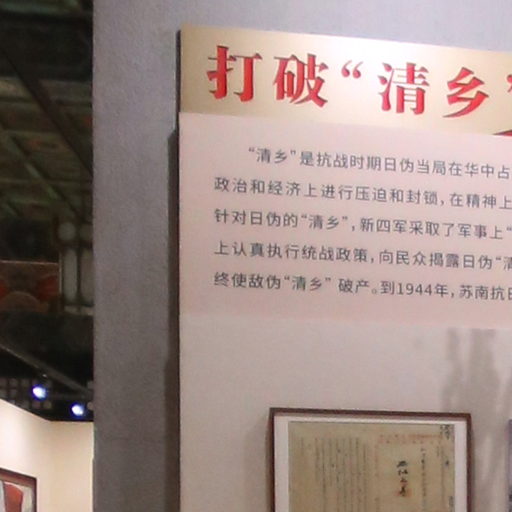 打破“清乡”
“清乡”是抗战时期日伪当局在华中占
政治和经济上进行压迫和封锁，在精神上
针对日伪的“清乡”，新四军采取了军事上“
上认真执行统战政策，向民众揭露日伪“清
终使敌伪“清乡”破产。到1944年，苏南抗日